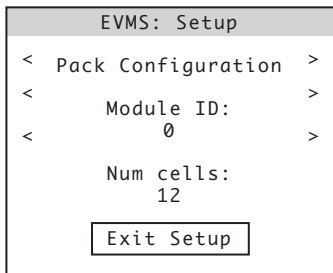 EVMS: Setup
< Pack Configuration >
< >
Module ID:
< 0 >
Num cells:
12
Exit Setup